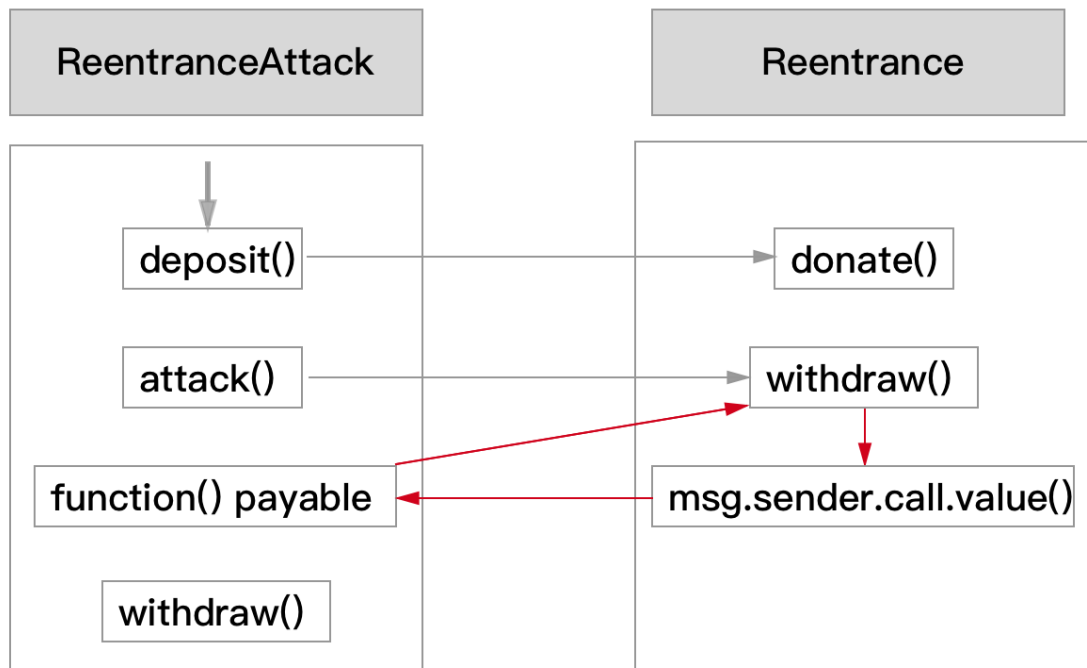 ReentranceAttack
Reentrance
deposit()
donate()
attack()
withdraw()
function() payable
msg.sender.call.value()
withdraw()